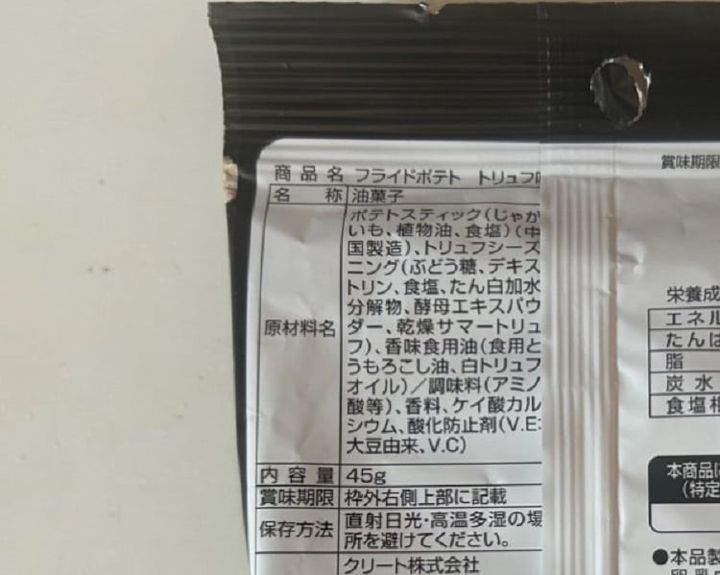 商品名 フライドポテト トリュフ
名 称 油菓子
原材料名 ポテトスティック(じゃが
いも、植物油、食塩)(中
国製造)、トリュフシーズ
ニング(ぶどう糖、デキス
トリン、食塩、たん白加水
分解物、酵母エキスパウ
ダー、乾燥サマートリュ
フ)、香味食用油(食用と
うもろこし油、白トリュフ
オイル)/調味料(アミノ
酸等)、香料、ケイ酸カル
シウム、酸化防止剤(V.E:
大豆由来、V.C)
内容量 45g
賞味期限 枠外右側上部に記載
保存方法 直射日光・高温多湿の場
所を避けてください。
クリート株式会社
賞味期限
栄養成
エネル
たんぱ
脂
炭水
食塩相
本商品に
(特定
●本品製